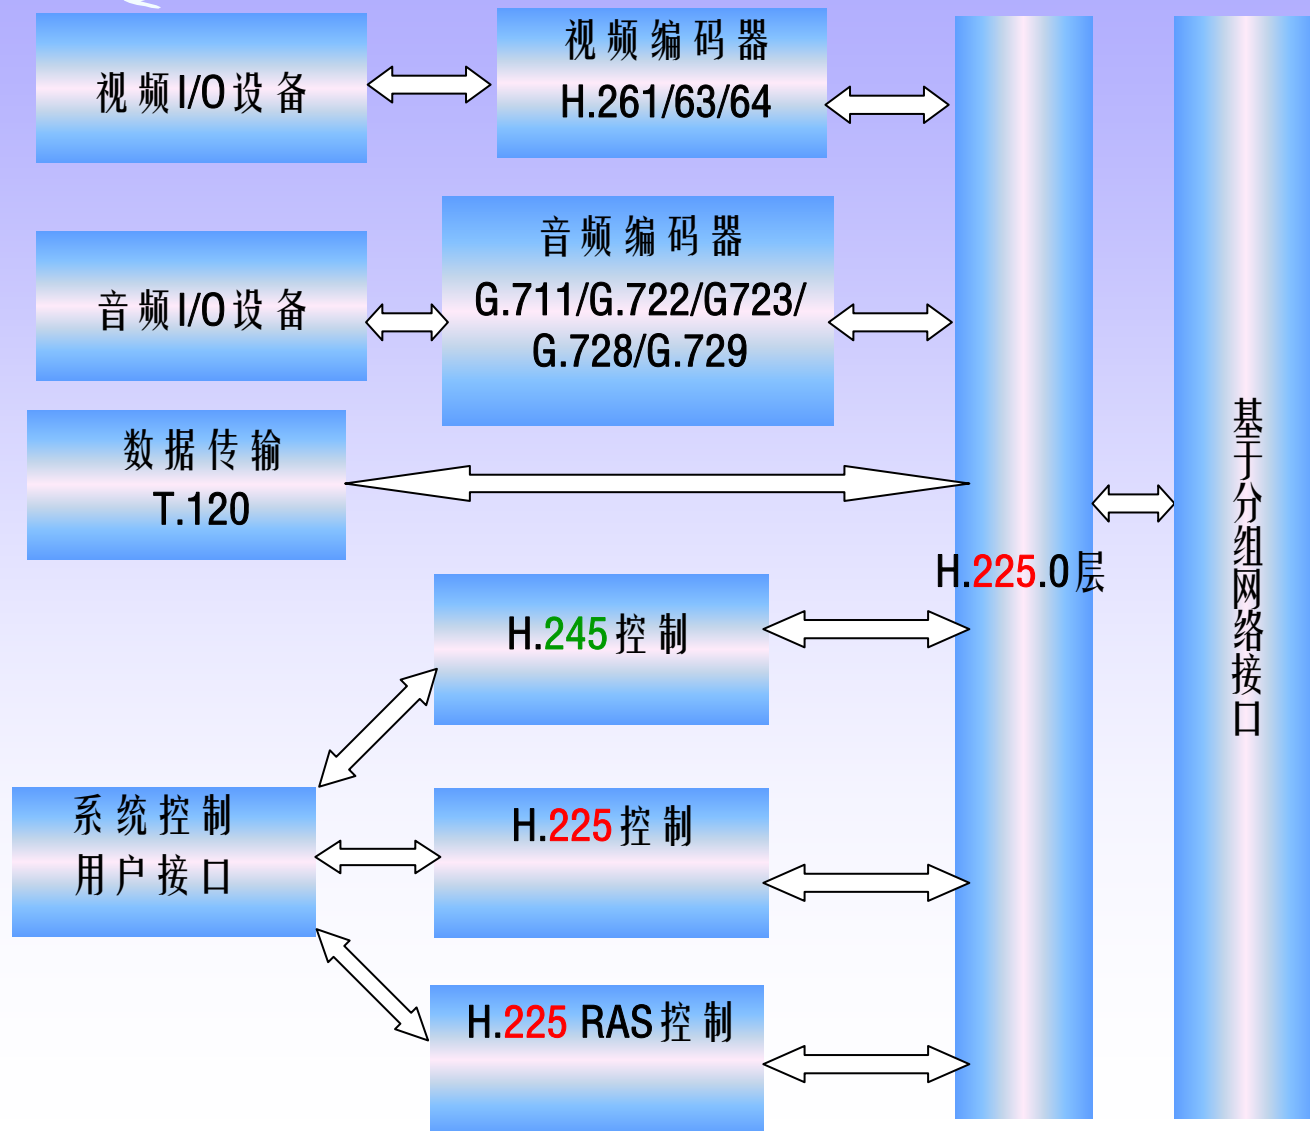 视频I/O设备
视频编码器
H.261/63/64
音频I/O设备
音频编码器
G.711/G.722/G723/
G.728/G.729
数据传输
T.120
H.245控制
系统控制
用户接口
H.225控制
H.225 RAS控制
H.225.0层
基于分组网络接口